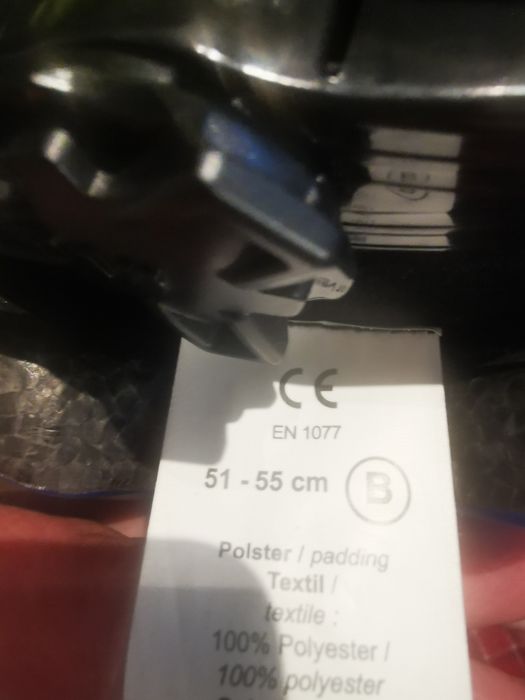 CE
EN 1077
51 - 55 cm B
Polster / padding
Textil /
textile :
100% Polyester /
100% polyester